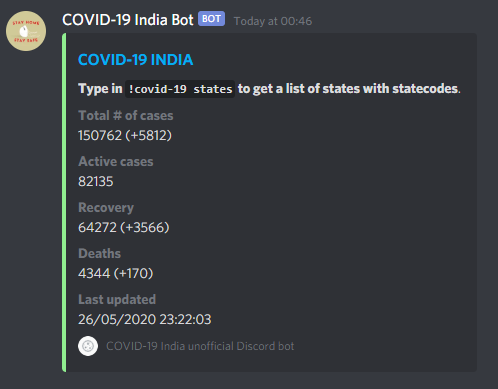 STAY HOME
STAY SAFE
COVID-19 India Bot BOT Today at 00:46
COVID-19 INDIA
Type in !covid-19 states to get a list of states with statecodes.
Total # of cases
150762 (+5812)
Active cases
82135
Recovery
64272 (+3566)
Deaths
4344 (+170)
Last updated
26/05/2020 23:22:03
COVID-19 India unofficial Discord bot